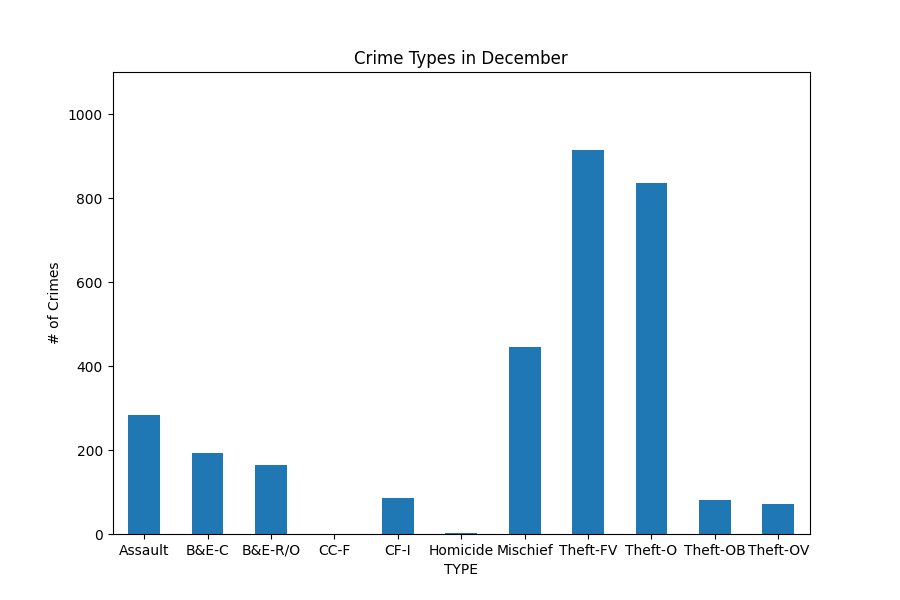 Crime Types in December
# of Crimes
1000
800
600
400
200
0
Assault B&E-C B&E-R/O CC-F CF-I Homicide Mischief Theft-FV Theft-O Theft-OB Theft-OV
TYPE